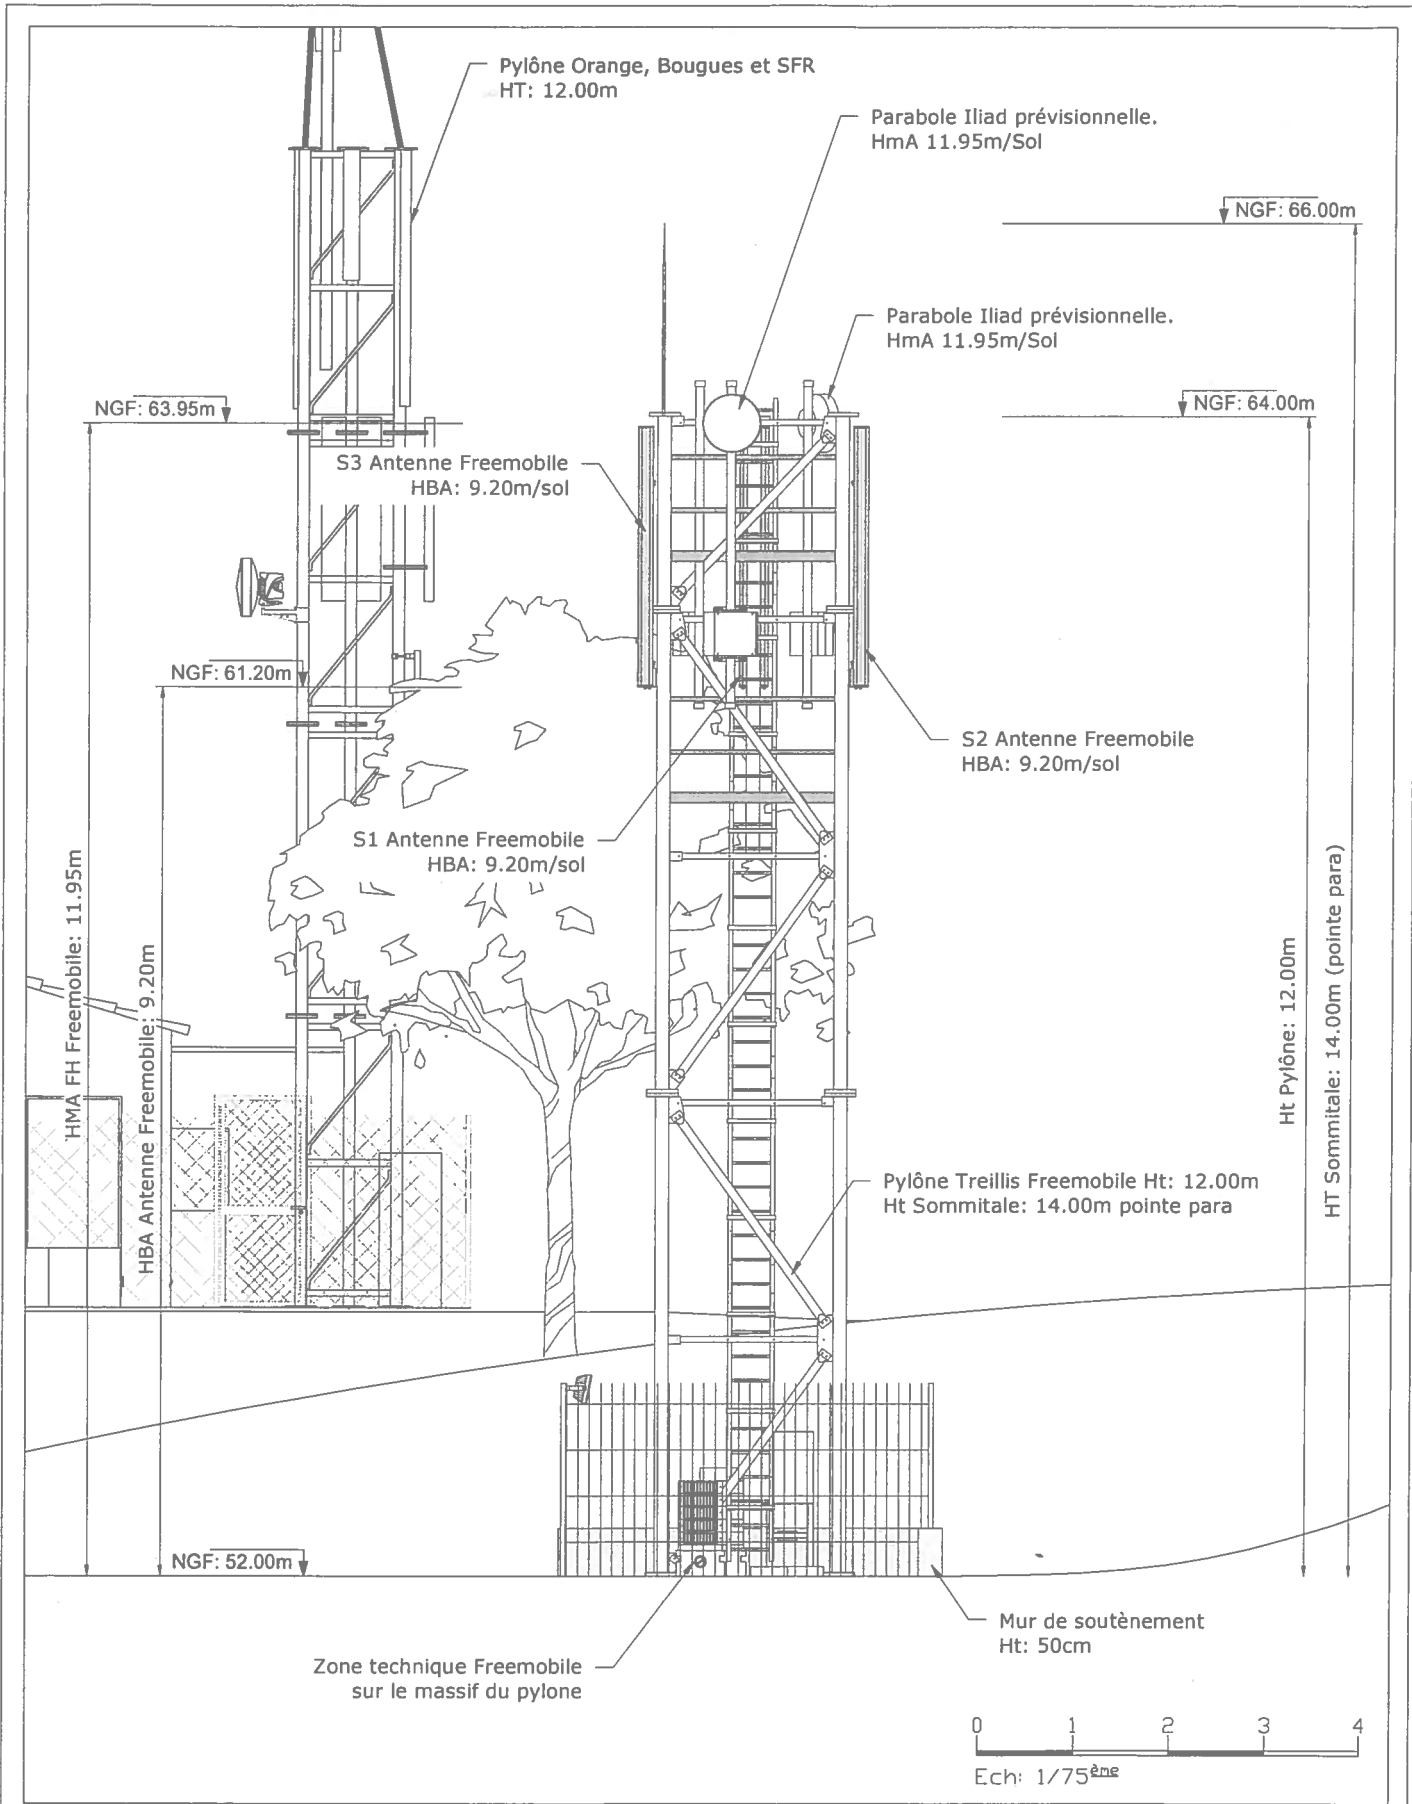 Pylône Orange, Bougues et SFR
HT: 12.00m
Parabole Iliad prévisionnelle.
HmA 11.95m/Sol
NGF: 66.00m
Parabole Iliad prévisionnelle.
HmA 11.95m/Sol
NGF: 63.95m
NGF: 64.00m
S3 Antenne Freemobile
HBA: 9.20m/sol
NGF: 61.20m
S2 Antenne Freemobile
HBA: 9.20m/sol
S1 Antenne Freemobile
HBA: 9.20m/sol
HMA FH Freemobile: 11.95m
HBA Antenne Freemobile: 9.20m
Ht Pylône: 12.00m
HT Sommitale: 14.00m (pointe para)
Pylône Treillis Freemobile Ht: 12.00m
Ht Sommitale: 14.00m pointe para
NGF: 52.00m
Mur de soutènement
Ht: 50cm
Zone technique Freemobile
sur le massif du pylone
0 1 2 3 4
Ech: 1/75ème